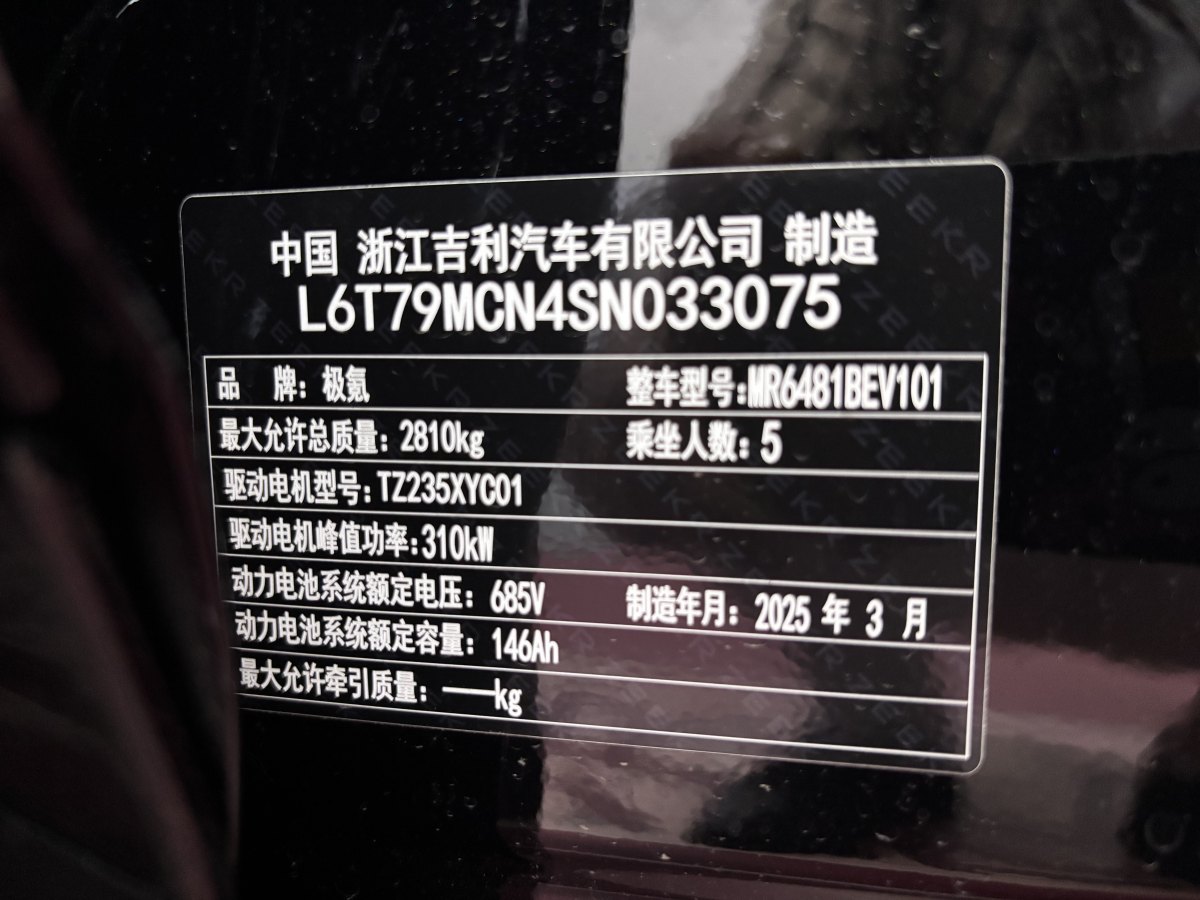 中国 浙江吉利汽车有限公司 制造
L6T79MCN4SN033075
品 牌：极氪 整车型号：MR6481BEV101
最大允许总质量：2810kg 乘坐人数：5
驱动电机型号：TZ235XYC01
驱动电机峰值功率：310kW
动力电池系统额定电压：685V 制造年月：2025 年 3 月
动力电池系统额定容量：146Ah
最大允许牵引质量：——kg